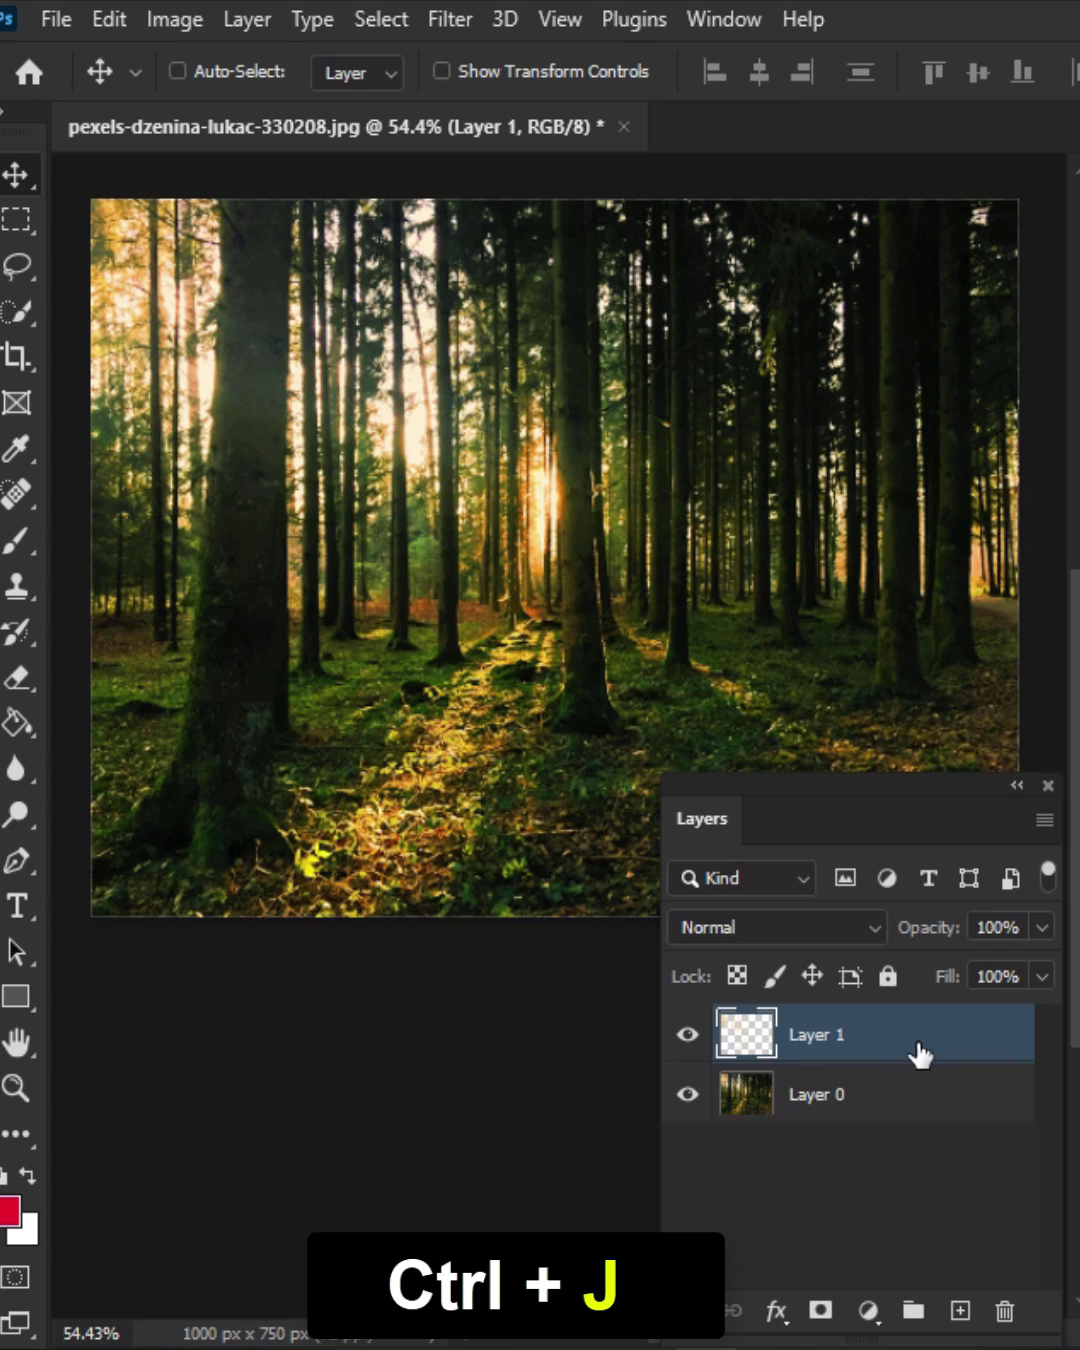 Ps File Edit Image Layer Type Select Filter 3D View Plugins Window Help
Auto-Select: Layer Show Transform Controls
pexels-dzenina-lukac-330208.jpg @ 54.4% (Layer 1, RGB/8) * ×
Layers
Kind
Normal Opacity: 100%
Lock: Fill: 100%
Layer 1
Layer 0
Ctrl + J
fx
54.43% 1000 px x 750 px